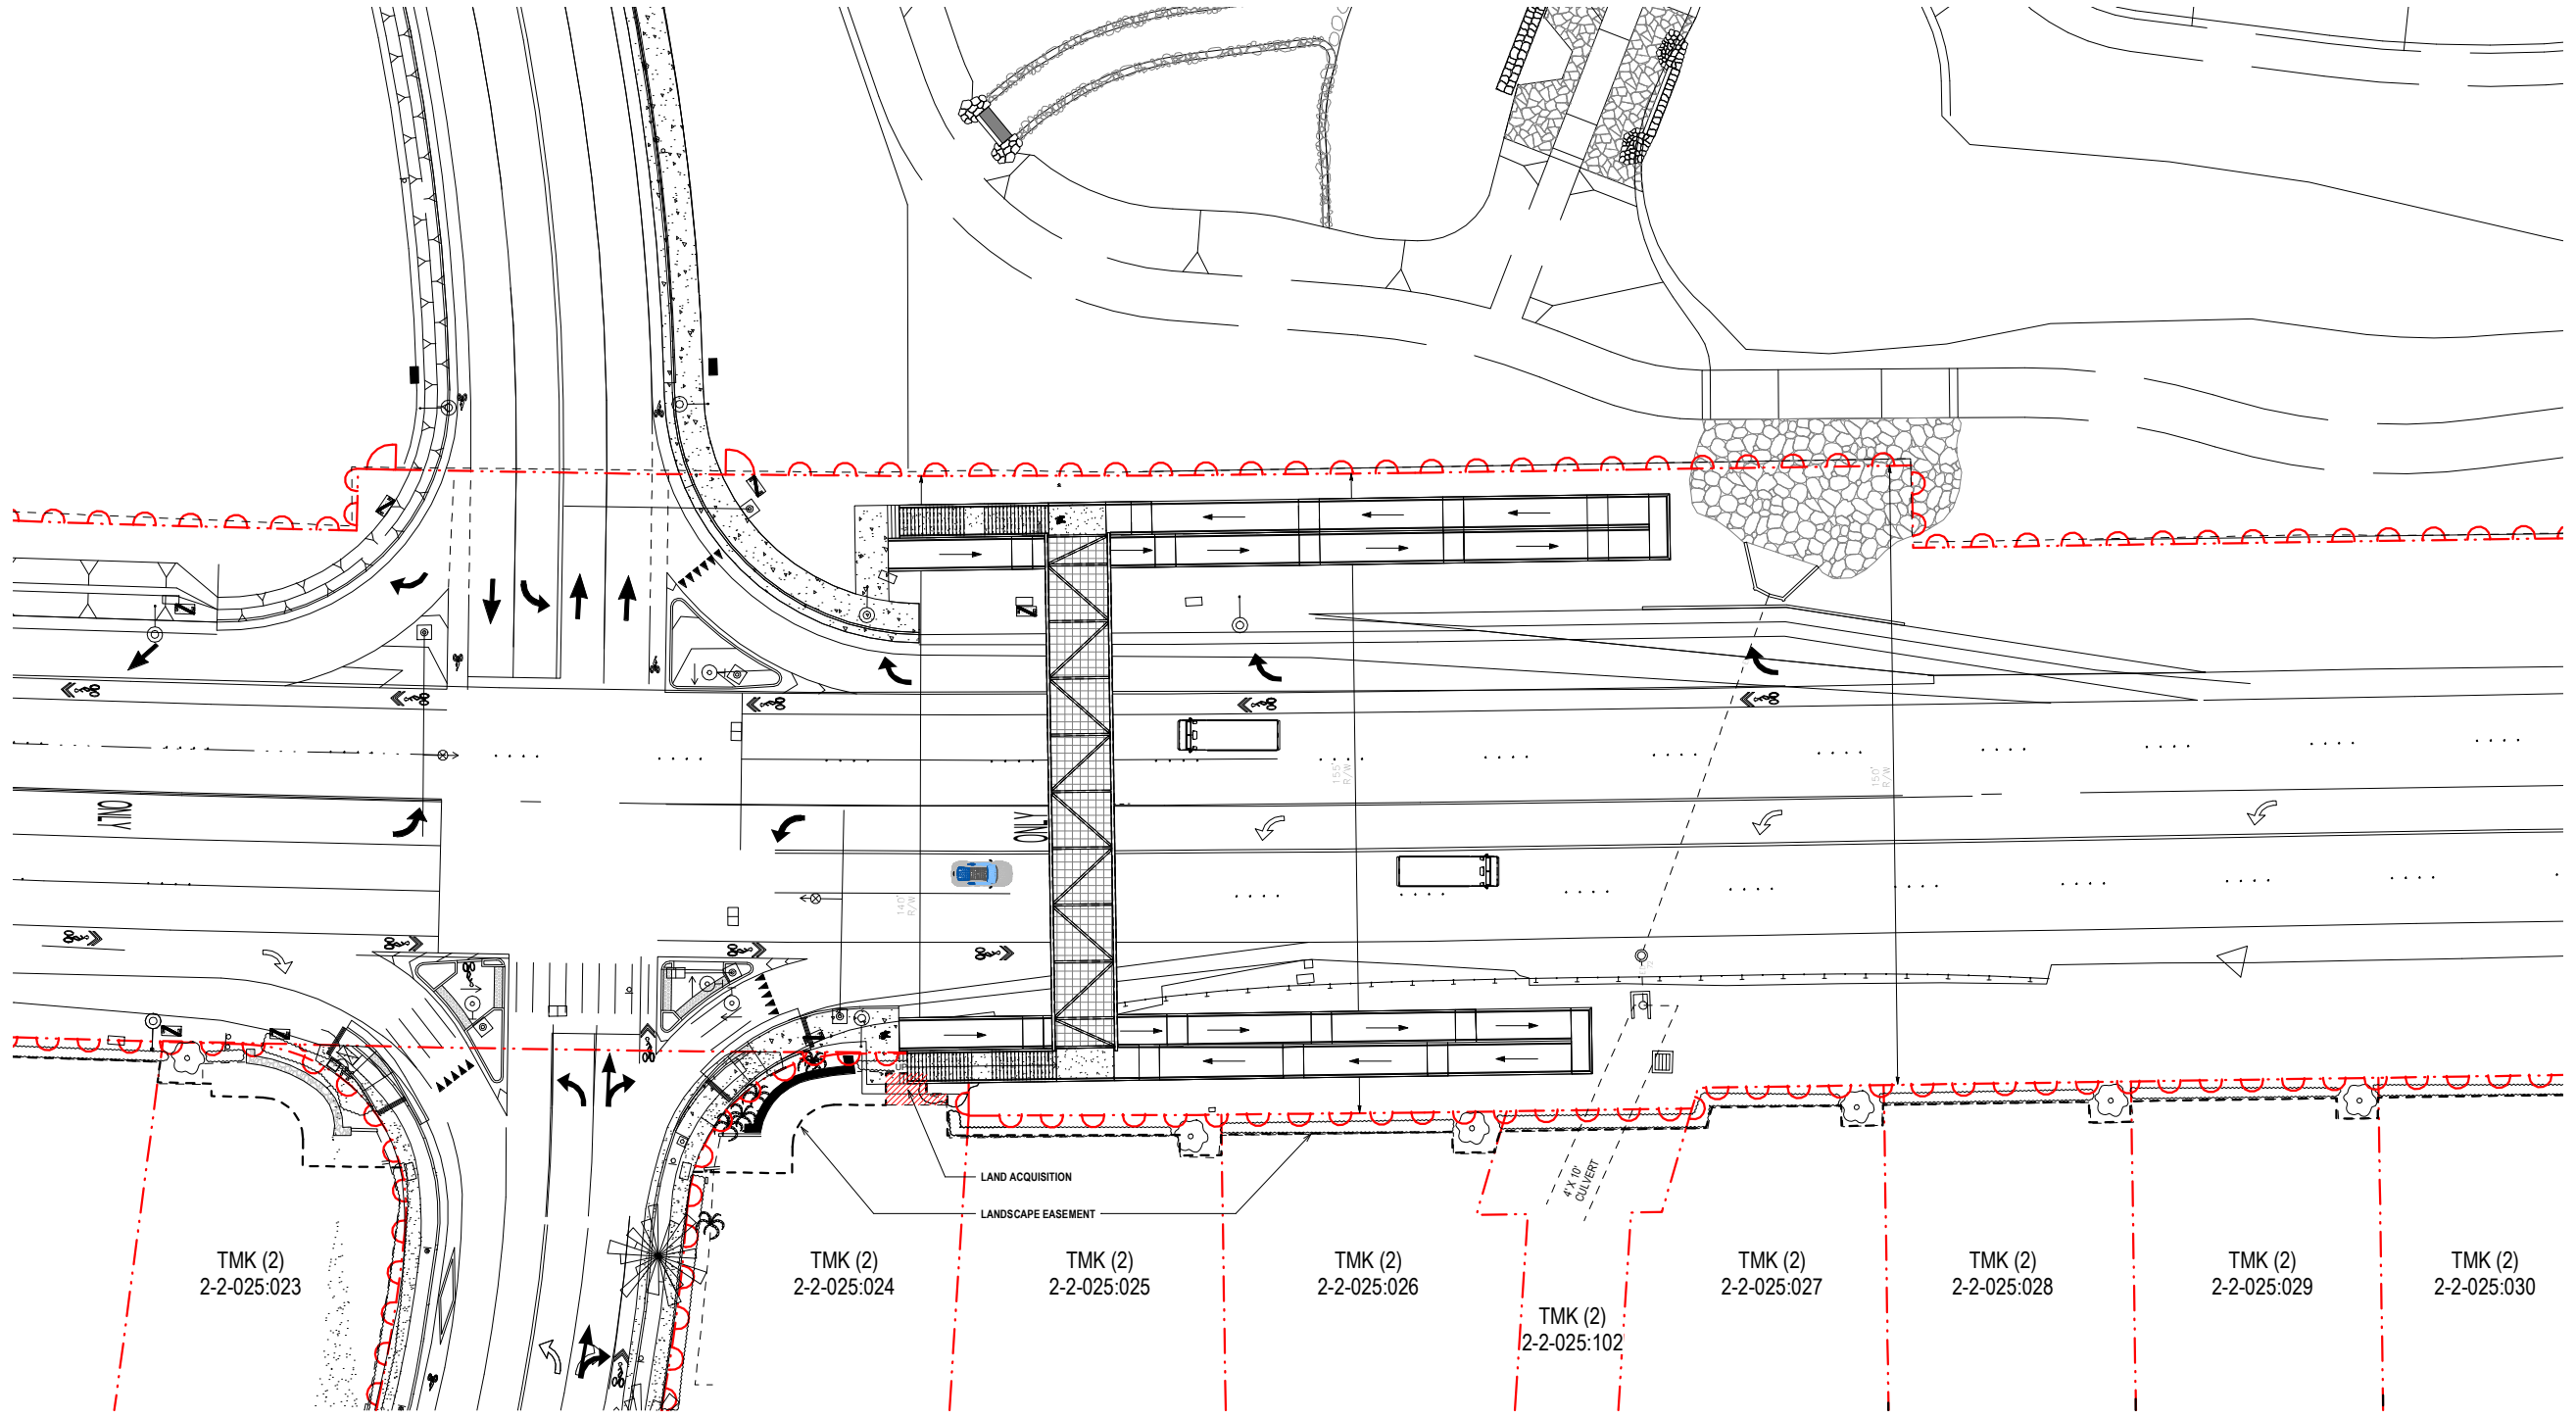 155'
R/W
150'
R/W
ONLY
ONLY
140'
R/W
LAND ACQUISITION
LANDSCAPE EASEMENT
4' X 10'
CULVERT
TMK (2)
2-2-025:023
TMK (2)
2-2-025:024
TMK (2)
2-2-025:025
TMK (2)
2-2-025:026
TMK (2)
2-2-025:102
TMK (2)
2-2-025:027
TMK (2)
2-2-025:028
TMK (2)
2-2-025:029
TMK (2)
2-2-025:030